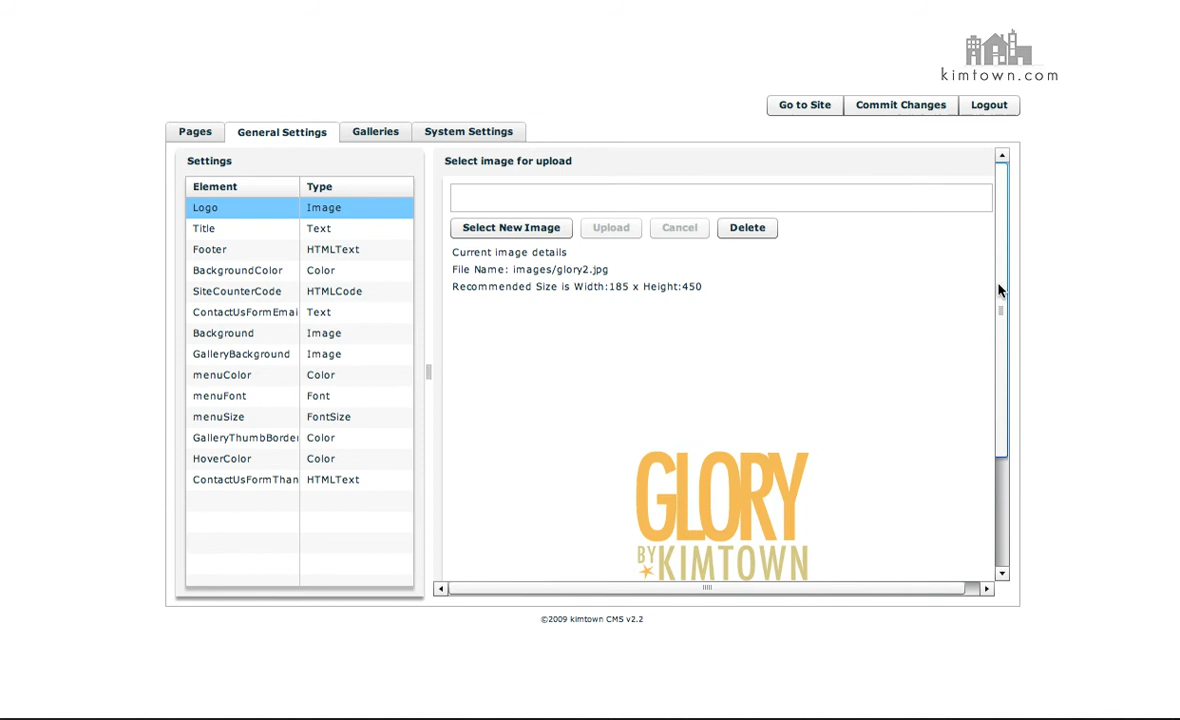 kimtown.com
Go to Site Commit Changes Logout
Pages General Settings Galleries System Settings
Settings
Element Type
Logo Image
Title Text
Footer HTMLText
BackgroundColor Color
SiteCounterCode HTMLCode
ContactUsFormEmai Text
Background Image
GalleryBackground Image
menuColor Color
menuFont Font
menuSize FontSize
GalleryThumbBorder Color
HoverColor Color
ContactUsFormThan HTMLText
Select image for upload
Select New Image Upload Cancel Delete
Current image details
File Name: images/glory2.jpg
Recommended Size is Width:185 x Height:450
GLORY
BY KIMTOWN
©2009 kimtown CMS v2.2